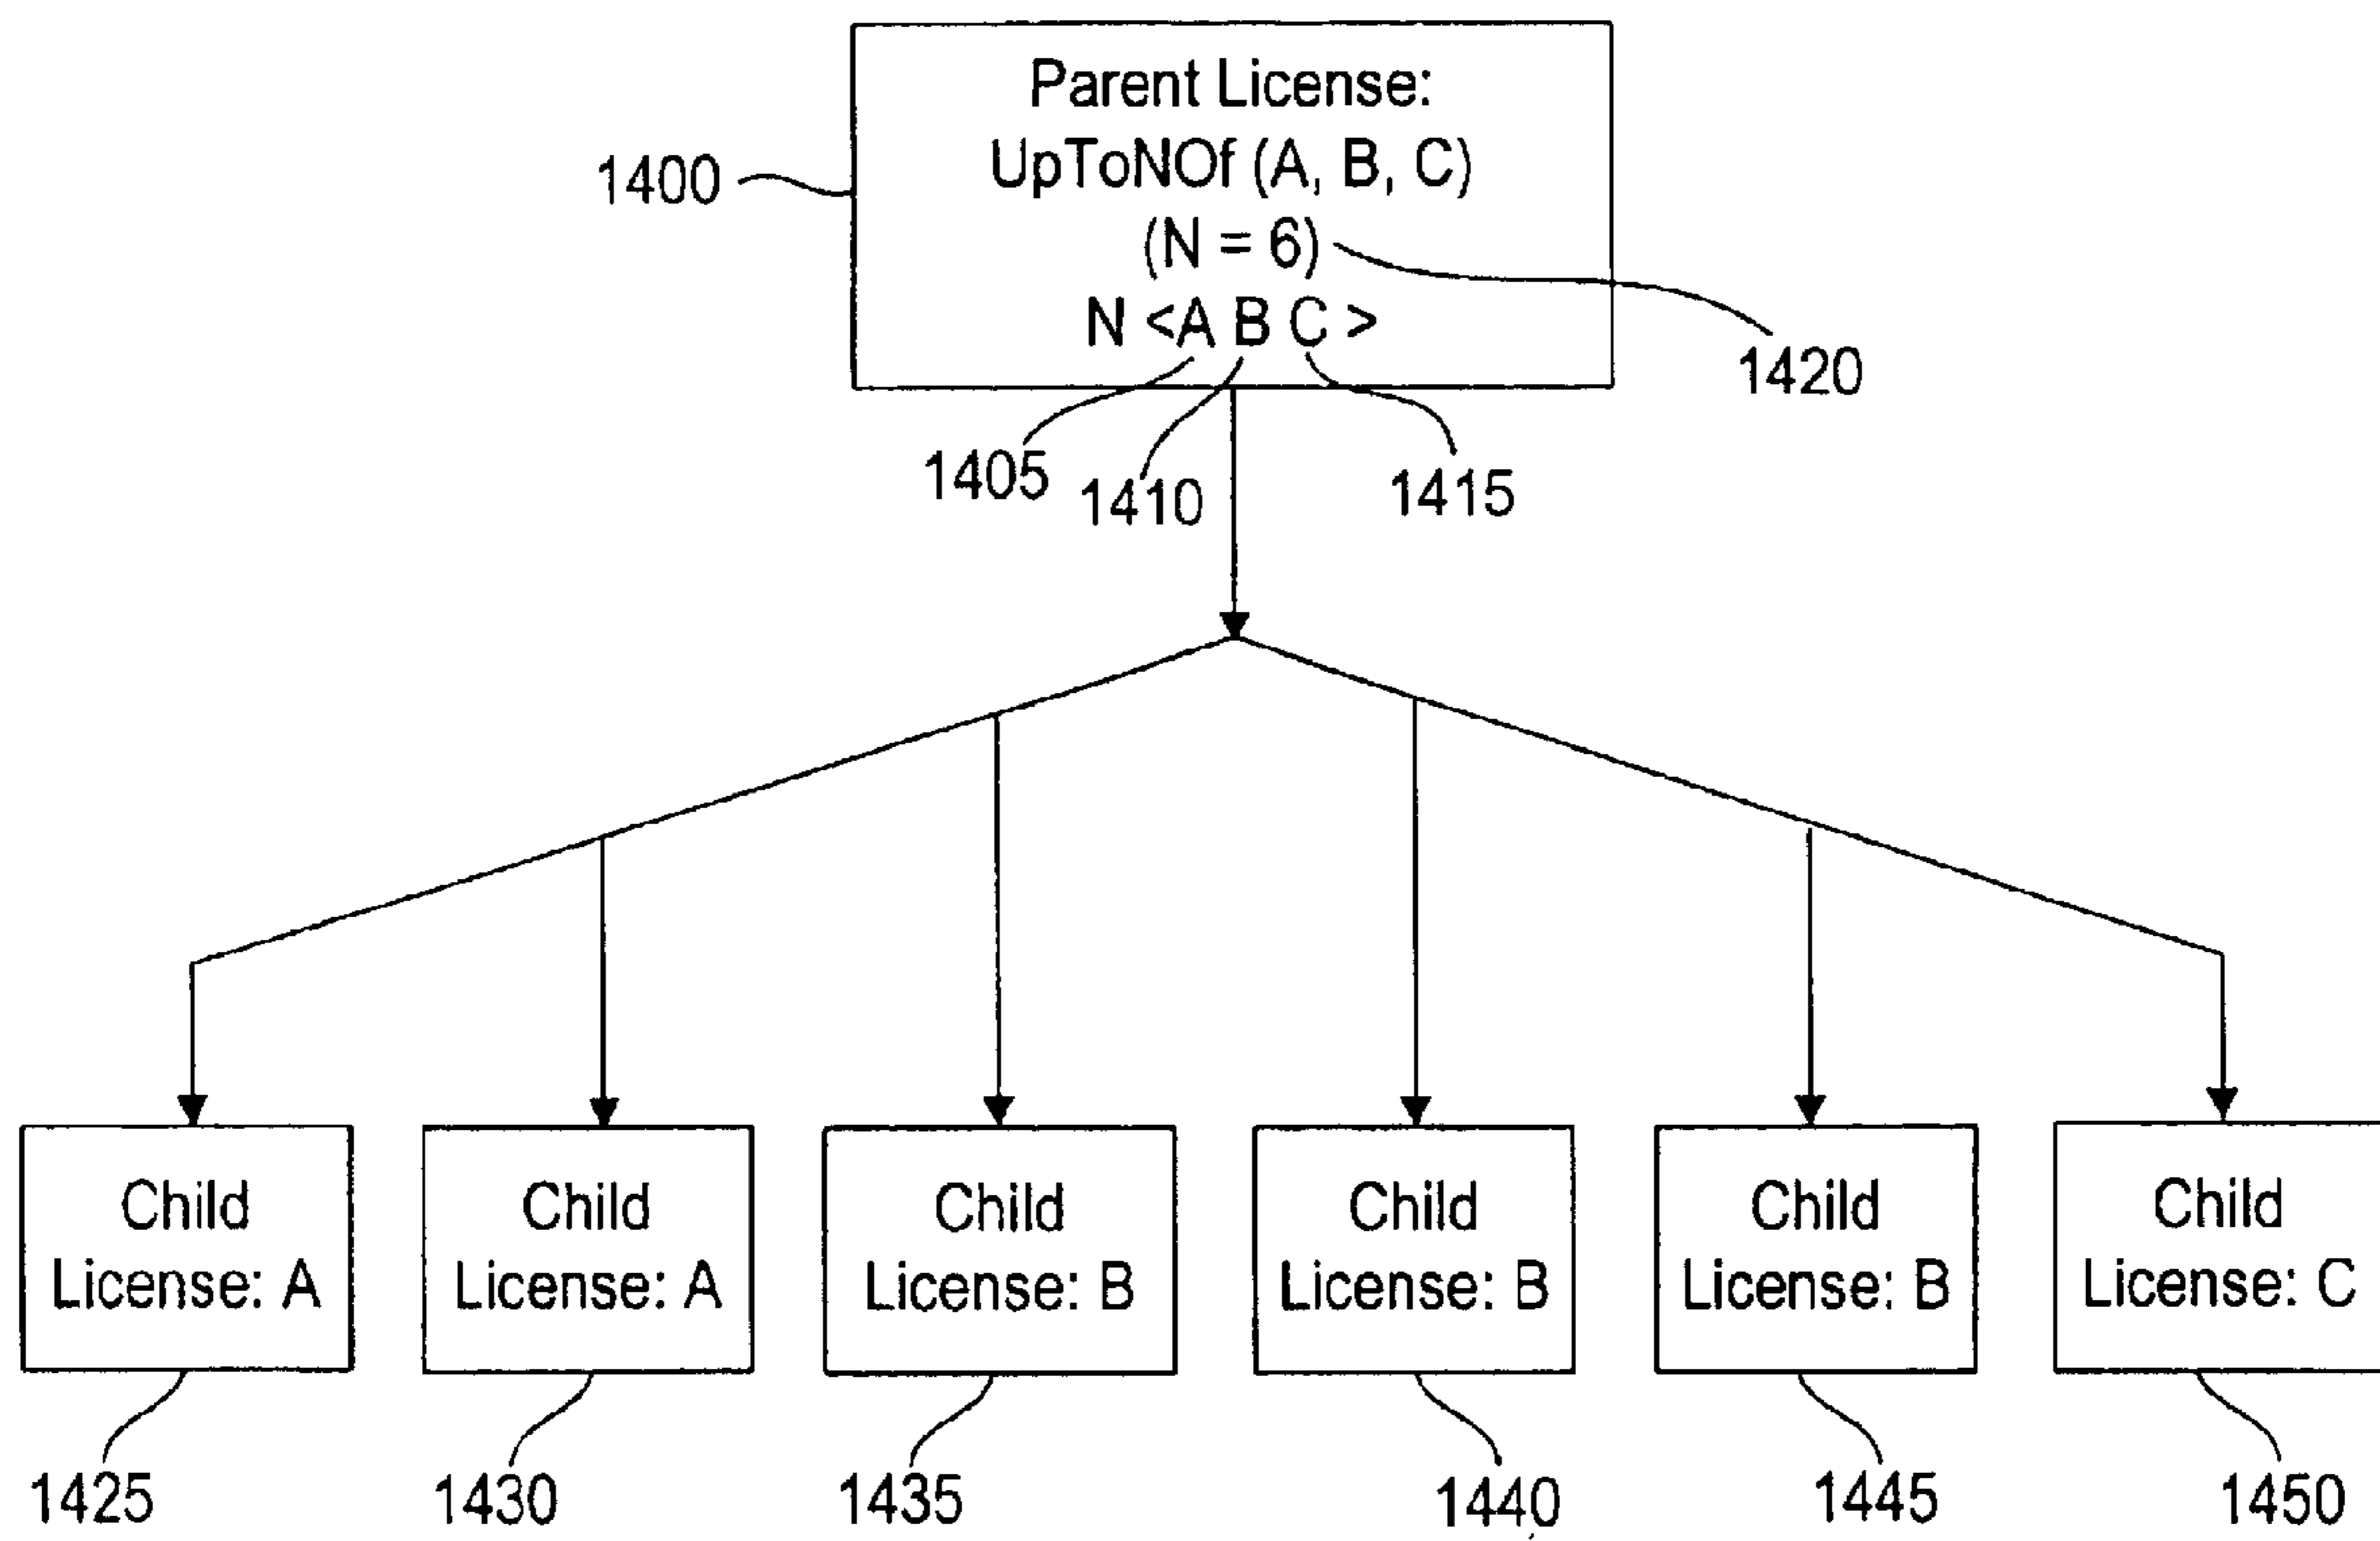 Parent License:
UpToNOf (A, B, C)
(N = 6)
N <A B C >
1400
1420
1405
1410
1415
Child
License: A
Child
License: A
Child
License: B
Child
License: B
Child
License: B
Child
License: C
1425
1430
1435
1440
1445
1450